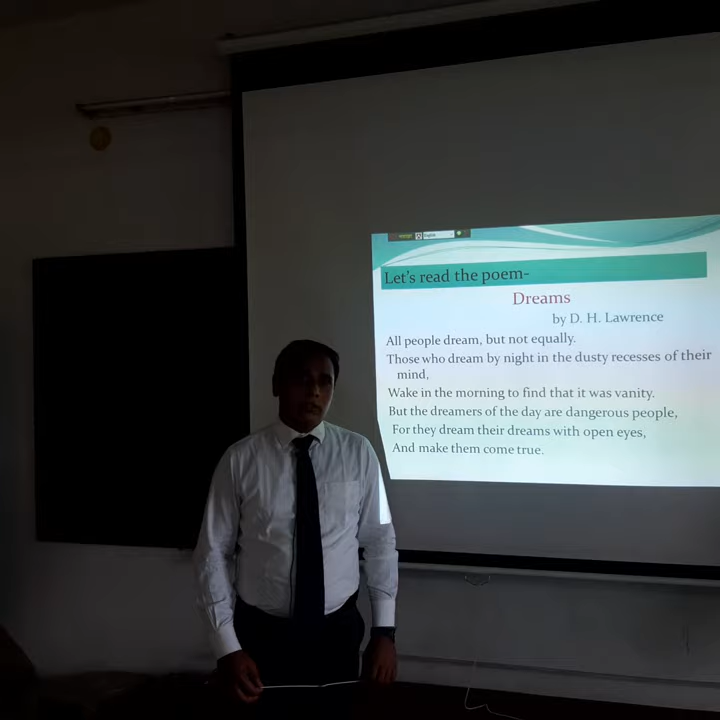 Let's read the poem-
Dreams
by D. H. Lawrence
All people dream, but not equally.
Those who dream by night in the dusty recesses of their
mind,
Wake in the morning to find that it was vanity.
But the dreamers of the day are dangerous people,
For they dream their dreams with open eyes,
And make them come true.